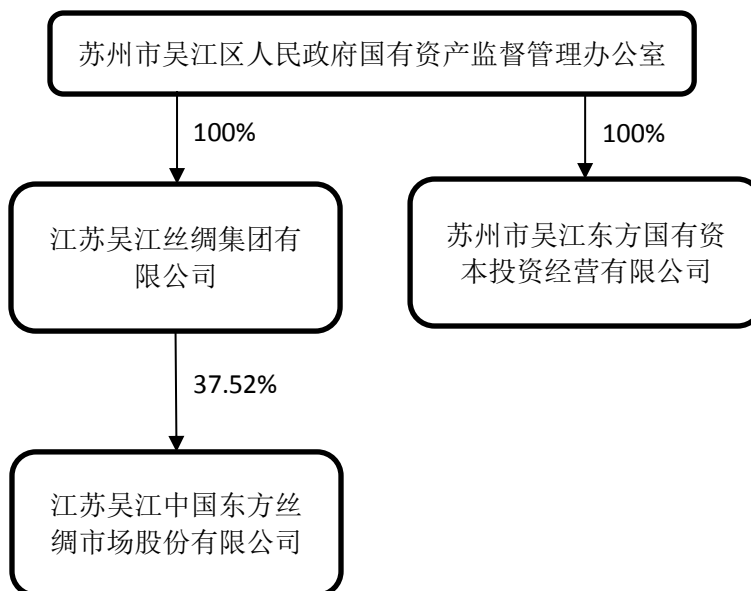 苏州市吴江区人民政府国有资产监督管理办公室
100%
100%
江苏吴江丝绸集团有
限公司
苏州市吴江东方国有资
本投资经营有限公司
37.52%
江苏吴江中国东方丝
绸市场股份有限公司